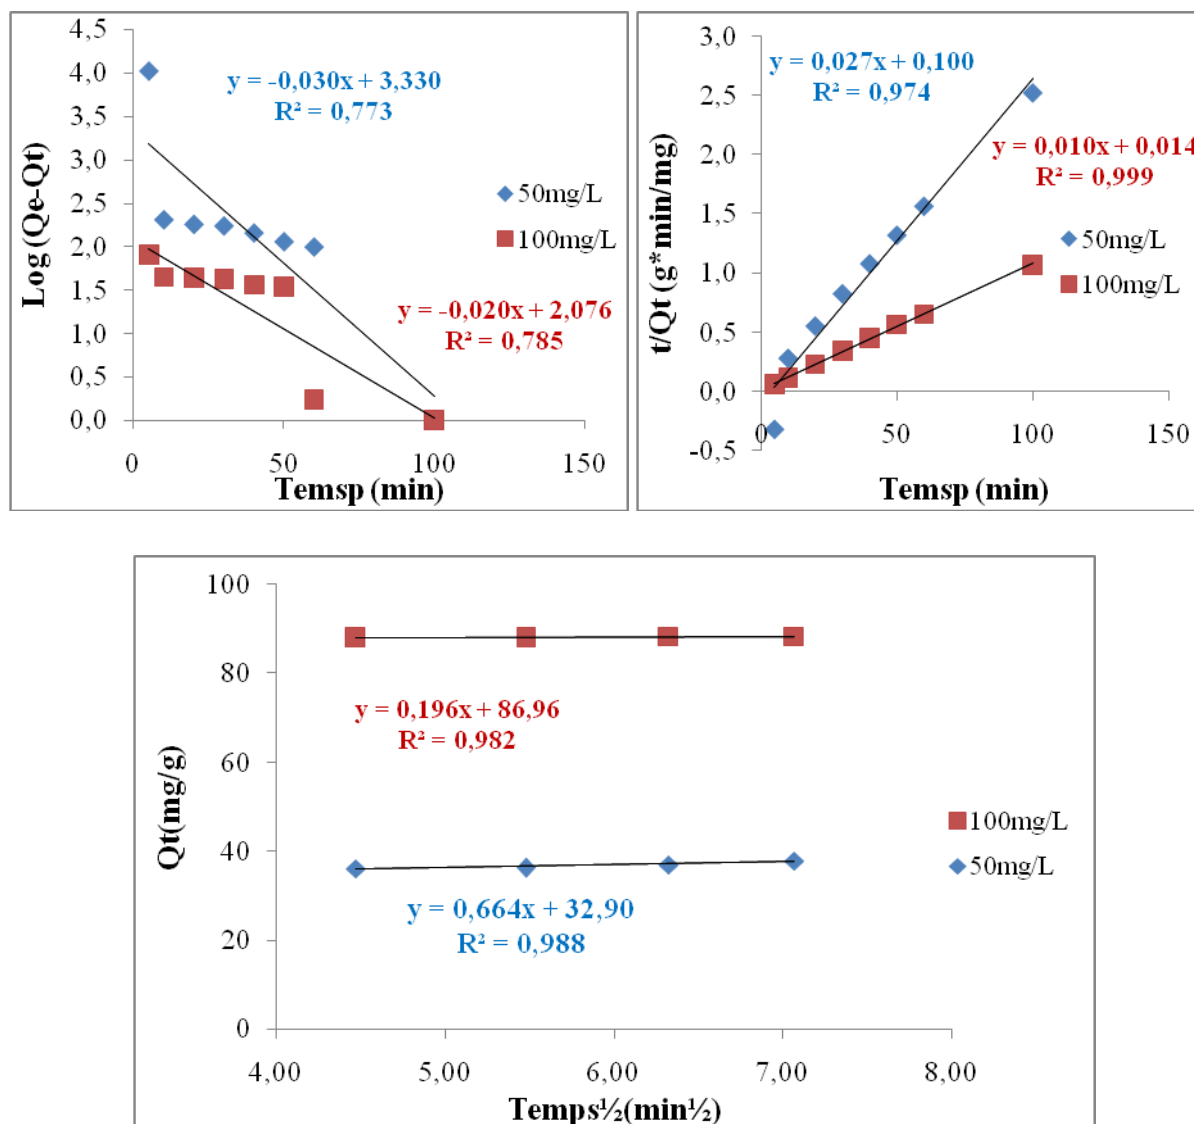 4,5
4,0
3,5
3,0
2,5
2,0
1,5
1,0
0,5
0,0
0
50
100
150
Log (Qe-Qt)
Temsp (min)
y = -0,030x + 3,330
R² = 0,773
50mg/L
100mg/L
y = -0,020x + 2,076
R² = 0,785
3,0
2,5
2,0
1,5
1,0
0,5
0,0
-0,5
0
50
100
150
t/Qt (g*min/mg)
Temsp (min)
y = 0,027x + 0,100
R² = 0,974
y = 0,010x + 0,014
R² = 0,999
50mg/L
100mg/L
100
80
60
40
20
0
4,00
5,00
6,00
7,00
8,00
Qt(mg/g)
Temps½(min½)
y = 0,196x + 86,96
R² = 0,982
100mg/L
50mg/L
y = 0,664x + 32,90
R² = 0,988